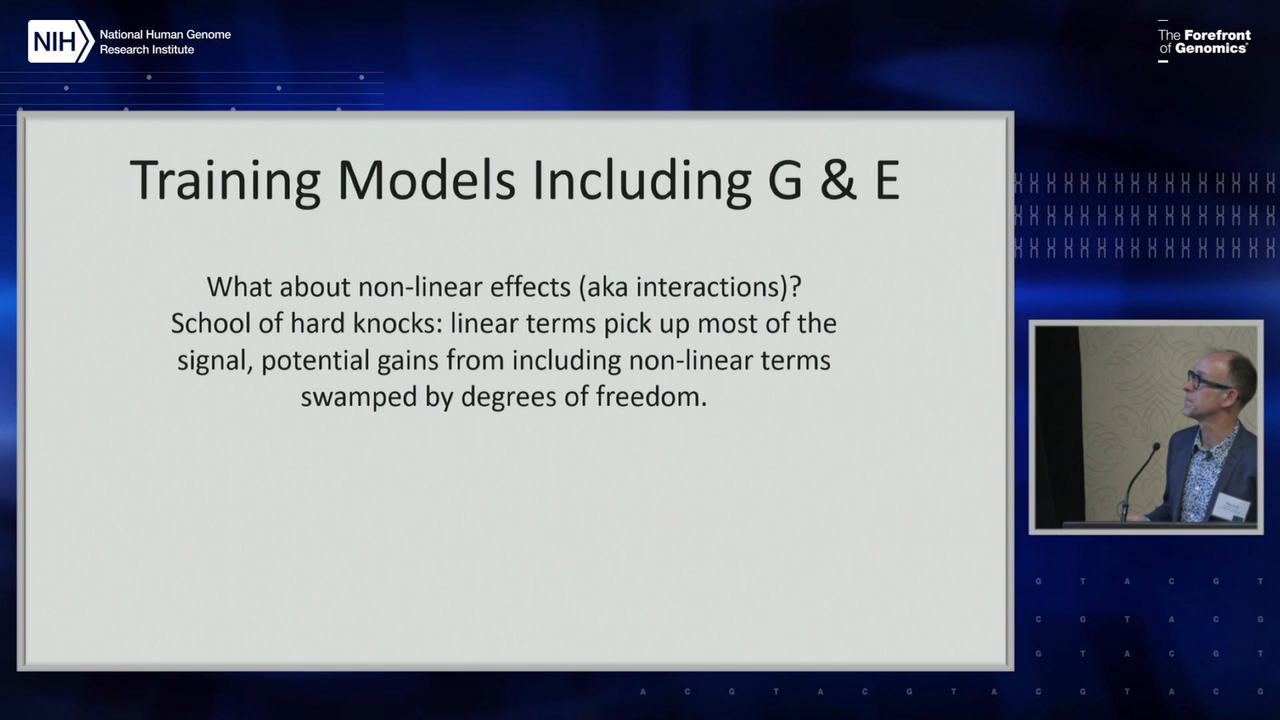 NIH
National Human Genome
Research Institute
The Forefront
of Genomics®
Training Models Including G & E
What about non-linear effects (aka interactions)?
School of hard knocks: linear terms pick up most of the
signal, potential gains from including non-linear terms
swamped by degrees of freedom.
G T A C G T
C G T A C G
G T A C G T
A C G T A C G T A C G T A C G